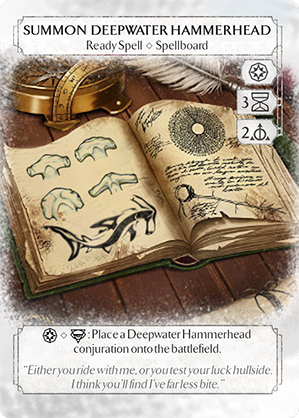 SUMMON DEEPWATER HAMMERHEAD
Ready Spell ◇ Spellboard
3
2
◇ : Place a Deepwater Hammerhead
conjuration onto the battlefield.
"Either you ride with me, or you test your luck hullside.
I think you'll find I've far less bite."